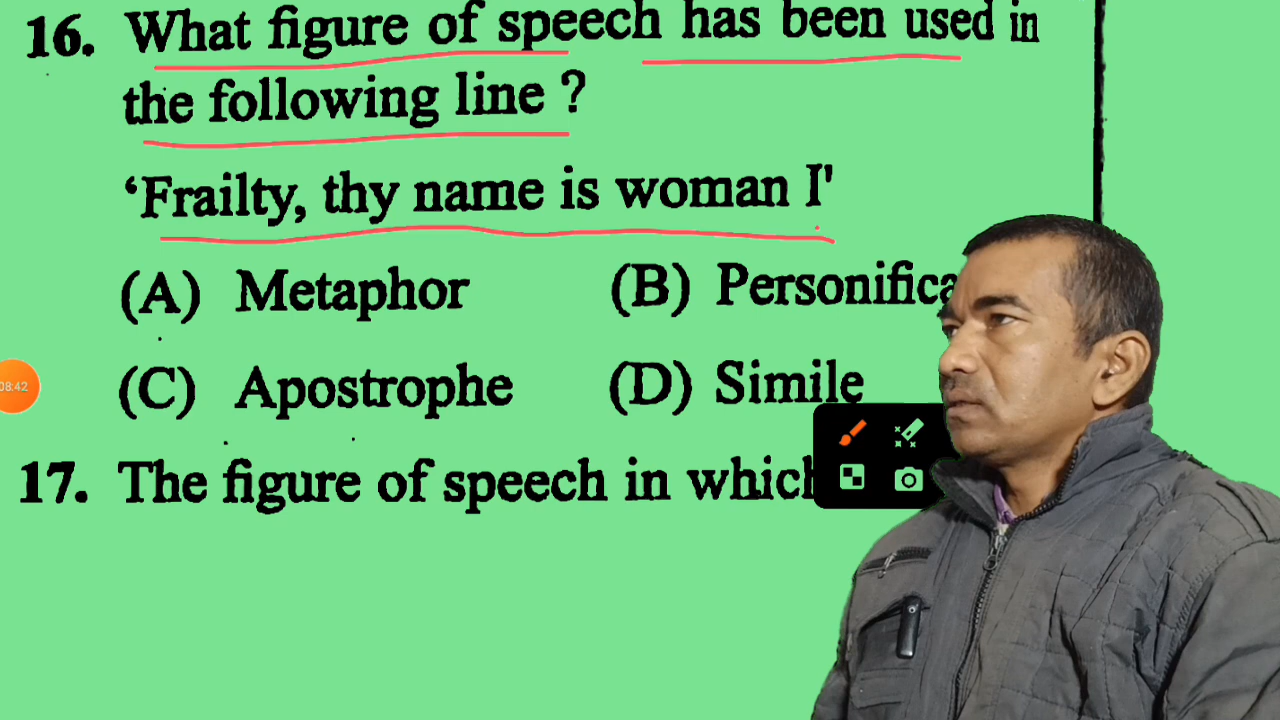 16. What figure of speech has been used in
the following line ?
‘Frailty, thy name is woman I'
(A) Metaphor (B) Personifica
(C) Apostrophe (D) Simile
08:42
17. The figure of speech in which